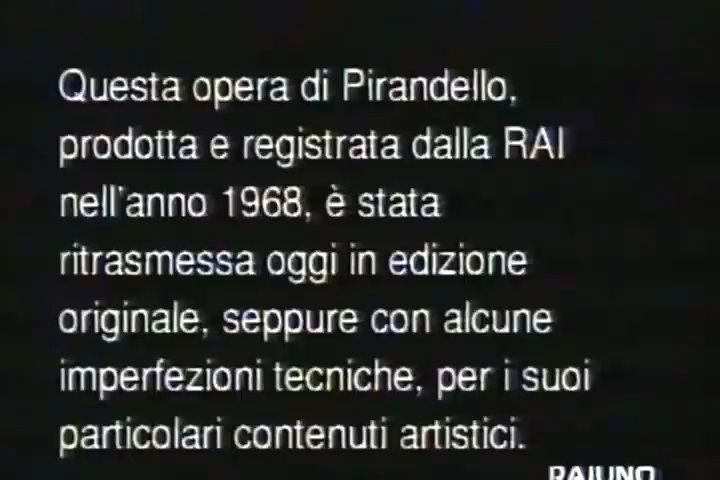 Questa opera di Pirandello,
prodotta e registrata dalla RAI
nell'anno 1968, è stata
ritrasmessa oggi in edizione
originale, seppure con alcune
imperfezioni tecniche, per i suoi
particolari contenuti artistici.
RAIUNO